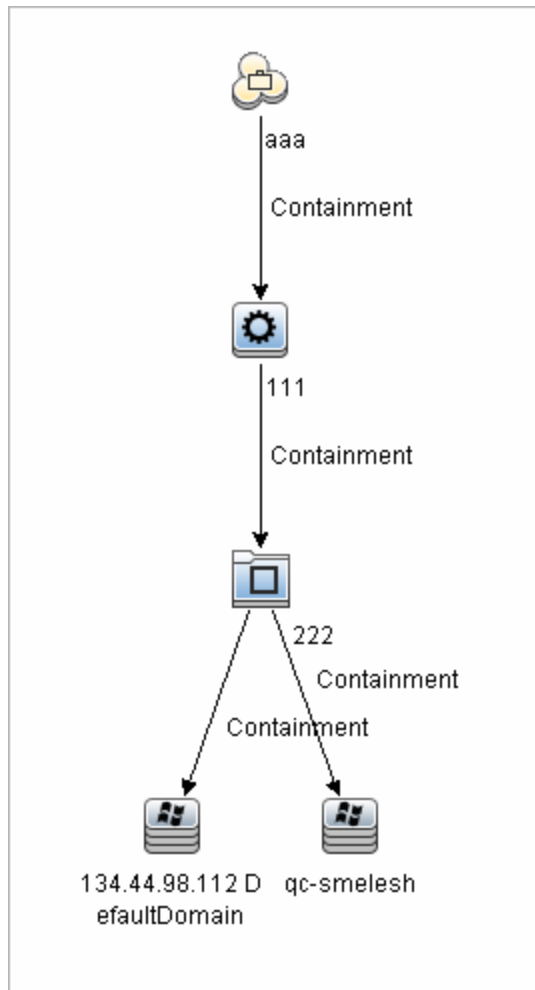 aaa
Containment
111
Containment
222
Containment
Containment
134.44.98.112 D
efaultDomain
qc-smelesh